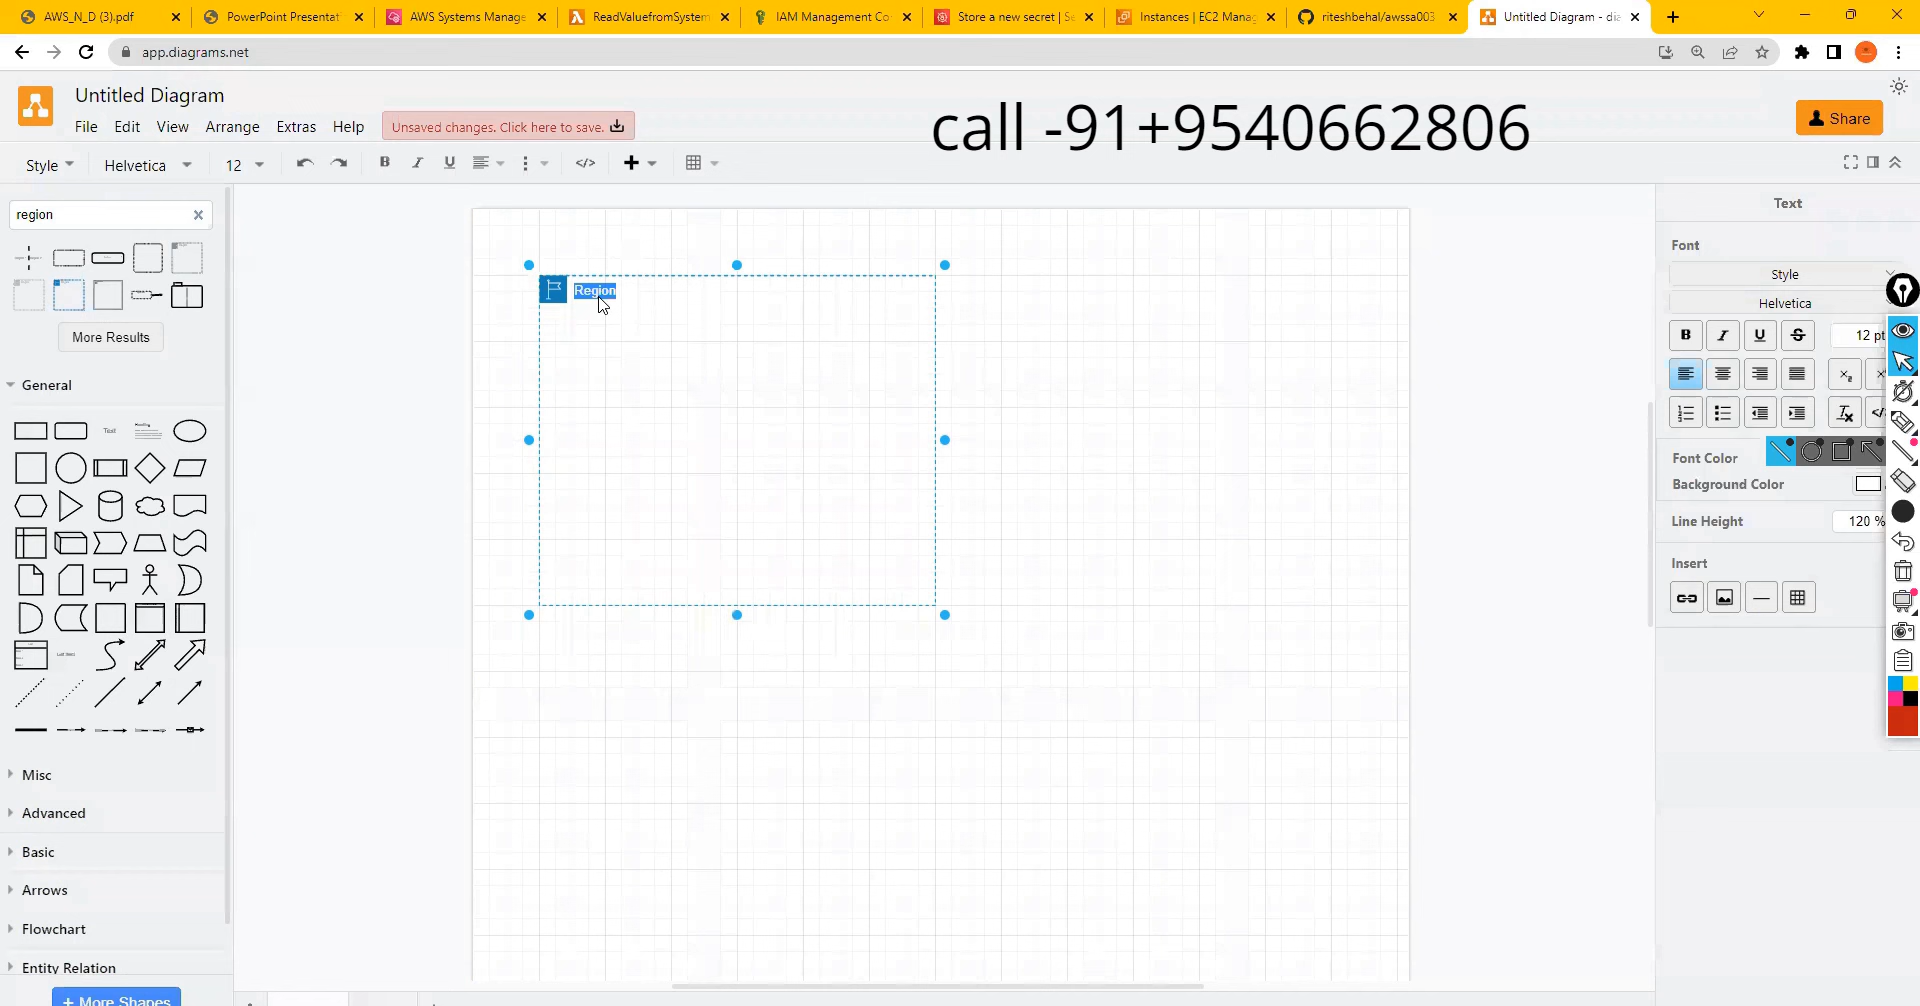 AWS_N_D (3).pdf
PowerPoint Presentat
AWS Systems Manage
ReadValuefromSystem
IAM Management Co
Store a new secret | Se
Instances | EC2 Manag
riteshbehal/awssa003
Untitled Diagram - dia
app.diagrams.net
Untitled Diagram
File Edit View Arrange Extras Help
Unsaved changes. Click here to save.
call -91+9540662806
Share
Style Helvetica 12
region
Text
Font
Style
Helvetica
12 pt
Region
More Results
General
Text
Heading
Font Color
Background Color
Line Height
120 %
Insert
Misc
Advanced
Basic
Arrows
Flowchart
Entity Relation
+ More Shapes